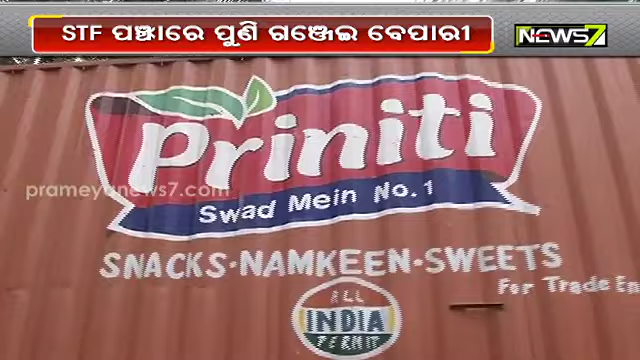 STF ପଞ୍ଝାରେ ପୁଣି ଗଞ୍ଜେଇ ବେପାରୀ
NEWS7
Priniti
prameyanews7.com
Swad Mein No.1
SNACKS·NAMKEEN·SWEETS
For Trade En
ALL
INDIA
PERMIT